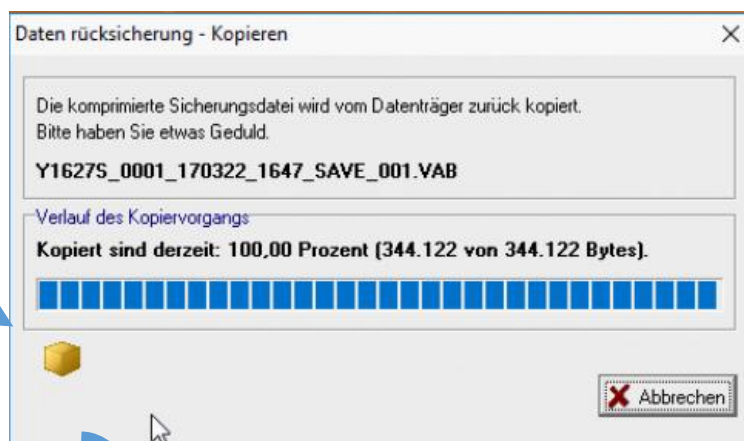 Daten rücksicherung - Kopieren
Die komprimierte Sicherungsdatei wird vom Datenträger zurück kopiert.
Bitte haben Sie etwas Geduld.
Y1627S_0001_170322_1647_SAVE_001.VAB
Verlauf des Kopiervorgangs
Kopiert sind derzeit: 100,00 Prozent (344.122 von 344.122 Bytes).
Abbrechen